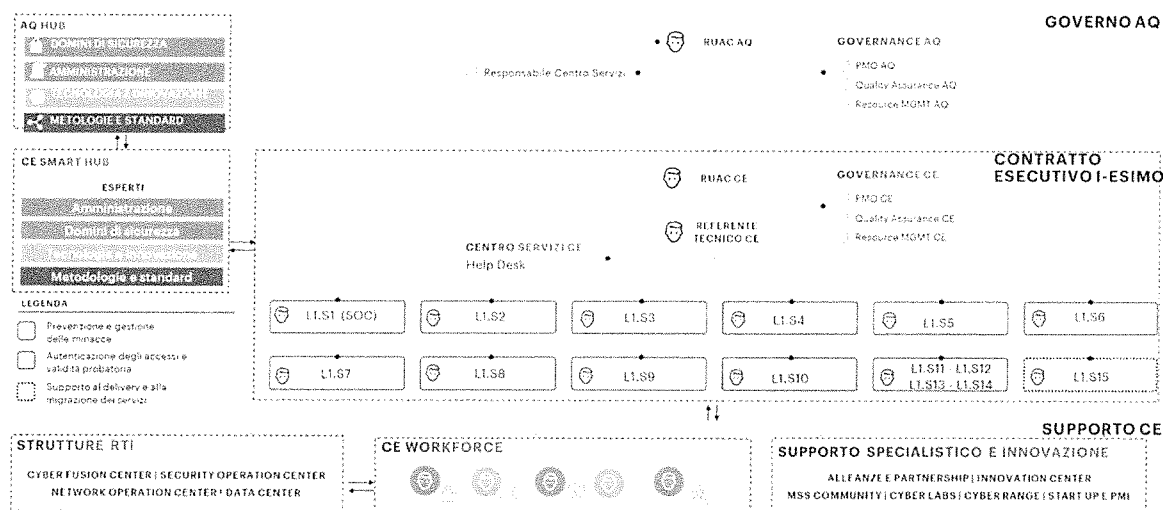 AQ HUB
DOMINI DI SICUREZZA
AMMINISTRAZIONE
TECNOLOGIA E INNOVAZIONE
METOLOGIE E STANDARD
GOVERNO AQ
RUAC AQ
Responsabile Centro Servizi
GOVERNANCE AQ
PMO AQ
Quality Assurance AQ
Resource MGMT AQ
CE SMART HUB
ESPERTI
Amministrazione
Domini di sicurezza
Metodologie e standard
CONTRATTO
ESECUTIVO I-ESIMO
RUAC CE
REFERENTE
TECNICO CE
GOVERNANCE CE
PMO CE
Quality Assurance CE
Resource MGMT CE
CENTRO SERVIZI CE
Help Desk
L1.S1 (SOC)
L1.S2
L1.S3
L1.S4
L1.S5
L1.S6
L1.S7
L1.S8
L1.S9
L1.S10
L1.S11 - L1.S12
L1.S13 - L1.S14
L1.S15
LEGENDA
Prevenzione e gestione
delle minacce
Autenticazione degli accessi e
validità probatoria
Supporto al delivery e alla
migrazione dei servizi
SUPPORTO CE
STRUTTURE RTI
CYBER FUSION CENTER | SECURITY OPERATION CENTER
NETWORK OPERATION CENTER | DATA CENTER
CE WORKFORCE
SUPPORTO SPECIALISTICO E INNOVAZIONE
ALLEANZE E PARTNERSHIP | INNOVATION CENTER
MSS COMMUNITY | CYBER LABS | CYBER RANGE | START UP E PMI